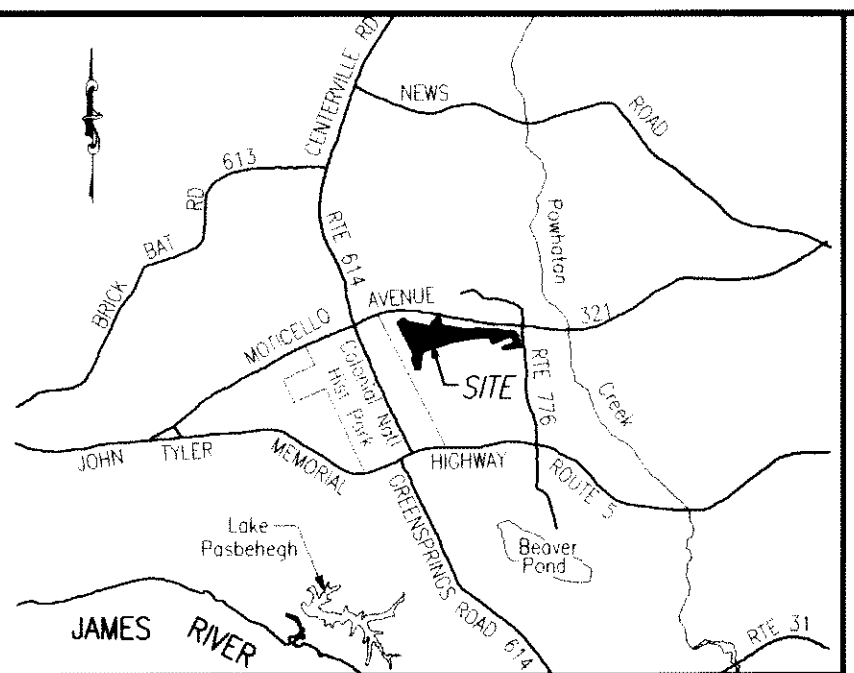 CENTERVILLE RD
NEWS ROAD
613
BRICK BAT RD
RTE 614
Powhatan Creek
MOTICELLO AVENUE
321
SITE
RTE 776
Colonial Natl
Hist Park
JOHN TYLER MEMORIAL HIGHWAY ROUTE 5
GREENSPRINGS ROAD 614
Lake
Pasbehegh
Beaver
Pond
JAMES RIVER
RTE 31